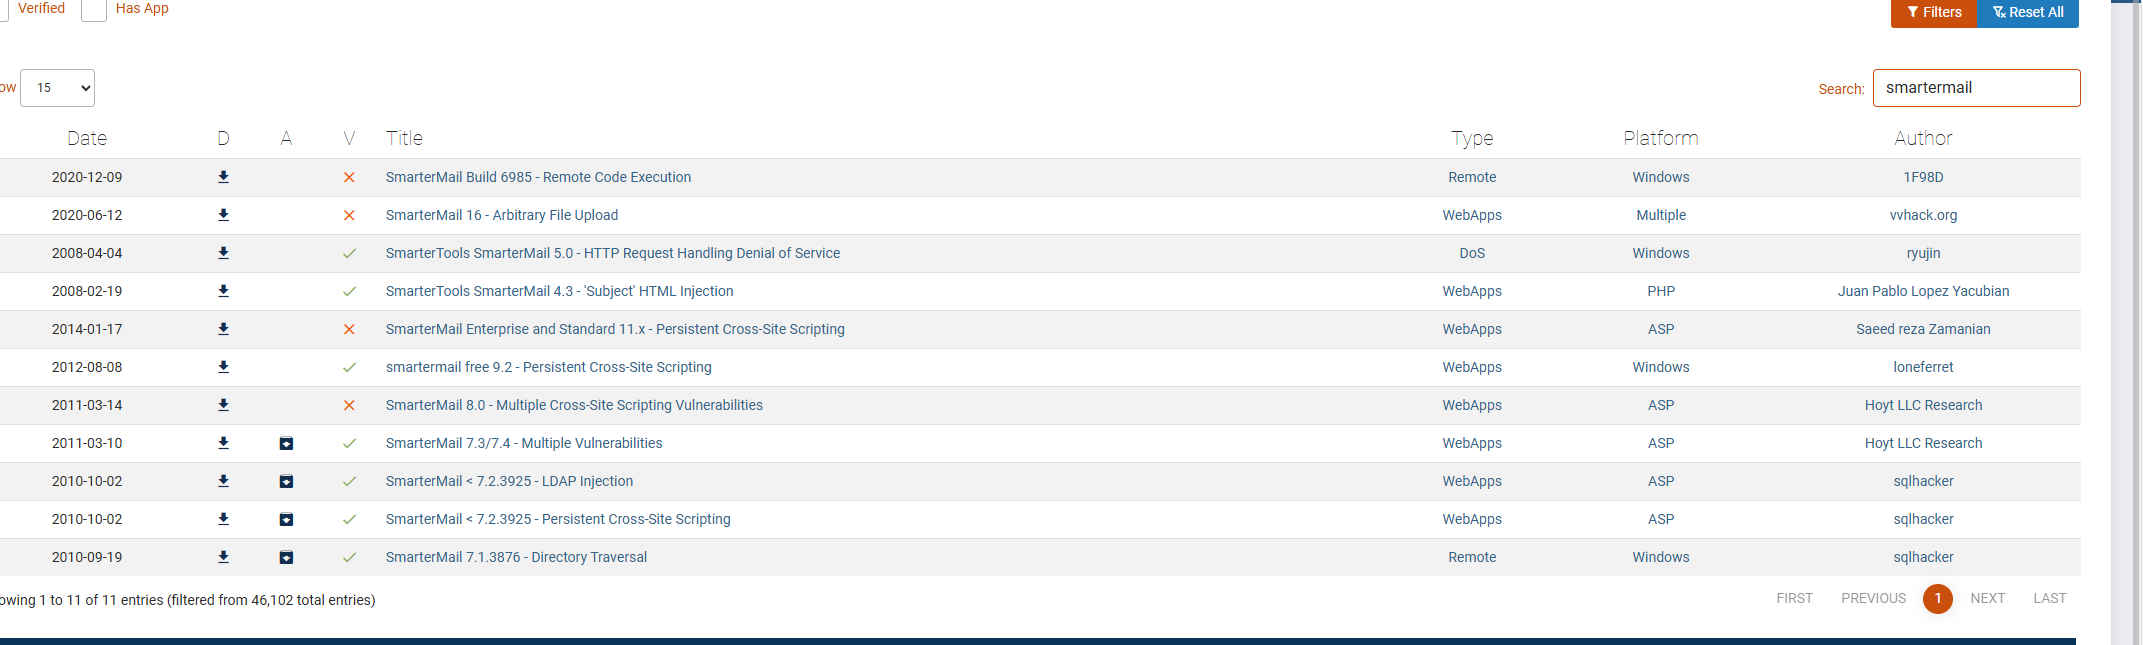 Verified Has App Filters Reset All
ow 15 Search: smartermail
Date D A V Title Type Platform Author
2020-12-09 SmarterMail Build 6985 - Remote Code Execution Remote Windows 1F98D
2020-06-12 SmarterMail 16 - Arbitrary File Upload WebApps Multiple vvhack.org
2008-04-04 SmarterTools SmarterMail 5.0 - HTTP Request Handling Denial of Service DoS Windows ryujin
2008-02-19 SmarterTools SmarterMail 4.3 - 'Subject' HTML Injection WebApps PHP Juan Pablo Lopez Yacubian
2014-01-17 SmarterMail Enterprise and Standard 11.x - Persistent Cross-Site Scripting WebApps ASP Saeed reza Zamanian
2012-08-08 smartermail free 9.2 - Persistent Cross-Site Scripting WebApps Windows loneferret
2011-03-14 SmarterMail 8.0 - Multiple Cross-Site Scripting Vulnerabilities WebApps ASP Hoyt LLC Research
2011-03-10 SmarterMail 7.3/7.4 - Multiple Vulnerabilities WebApps ASP Hoyt LLC Research
2010-10-02 SmarterMail < 7.2.3925 - LDAP Injection WebApps ASP sqlhacker
2010-10-02 SmarterMail < 7.2.3925 - Persistent Cross-Site Scripting WebApps ASP sqlhacker
2010-09-19 SmarterMail 7.1.3876 - Directory Traversal Remote Windows sqlhacker
owing 1 to 11 of 11 entries (filtered from 46,102 total entries) FIRST PREVIOUS 1 NEXT LAST